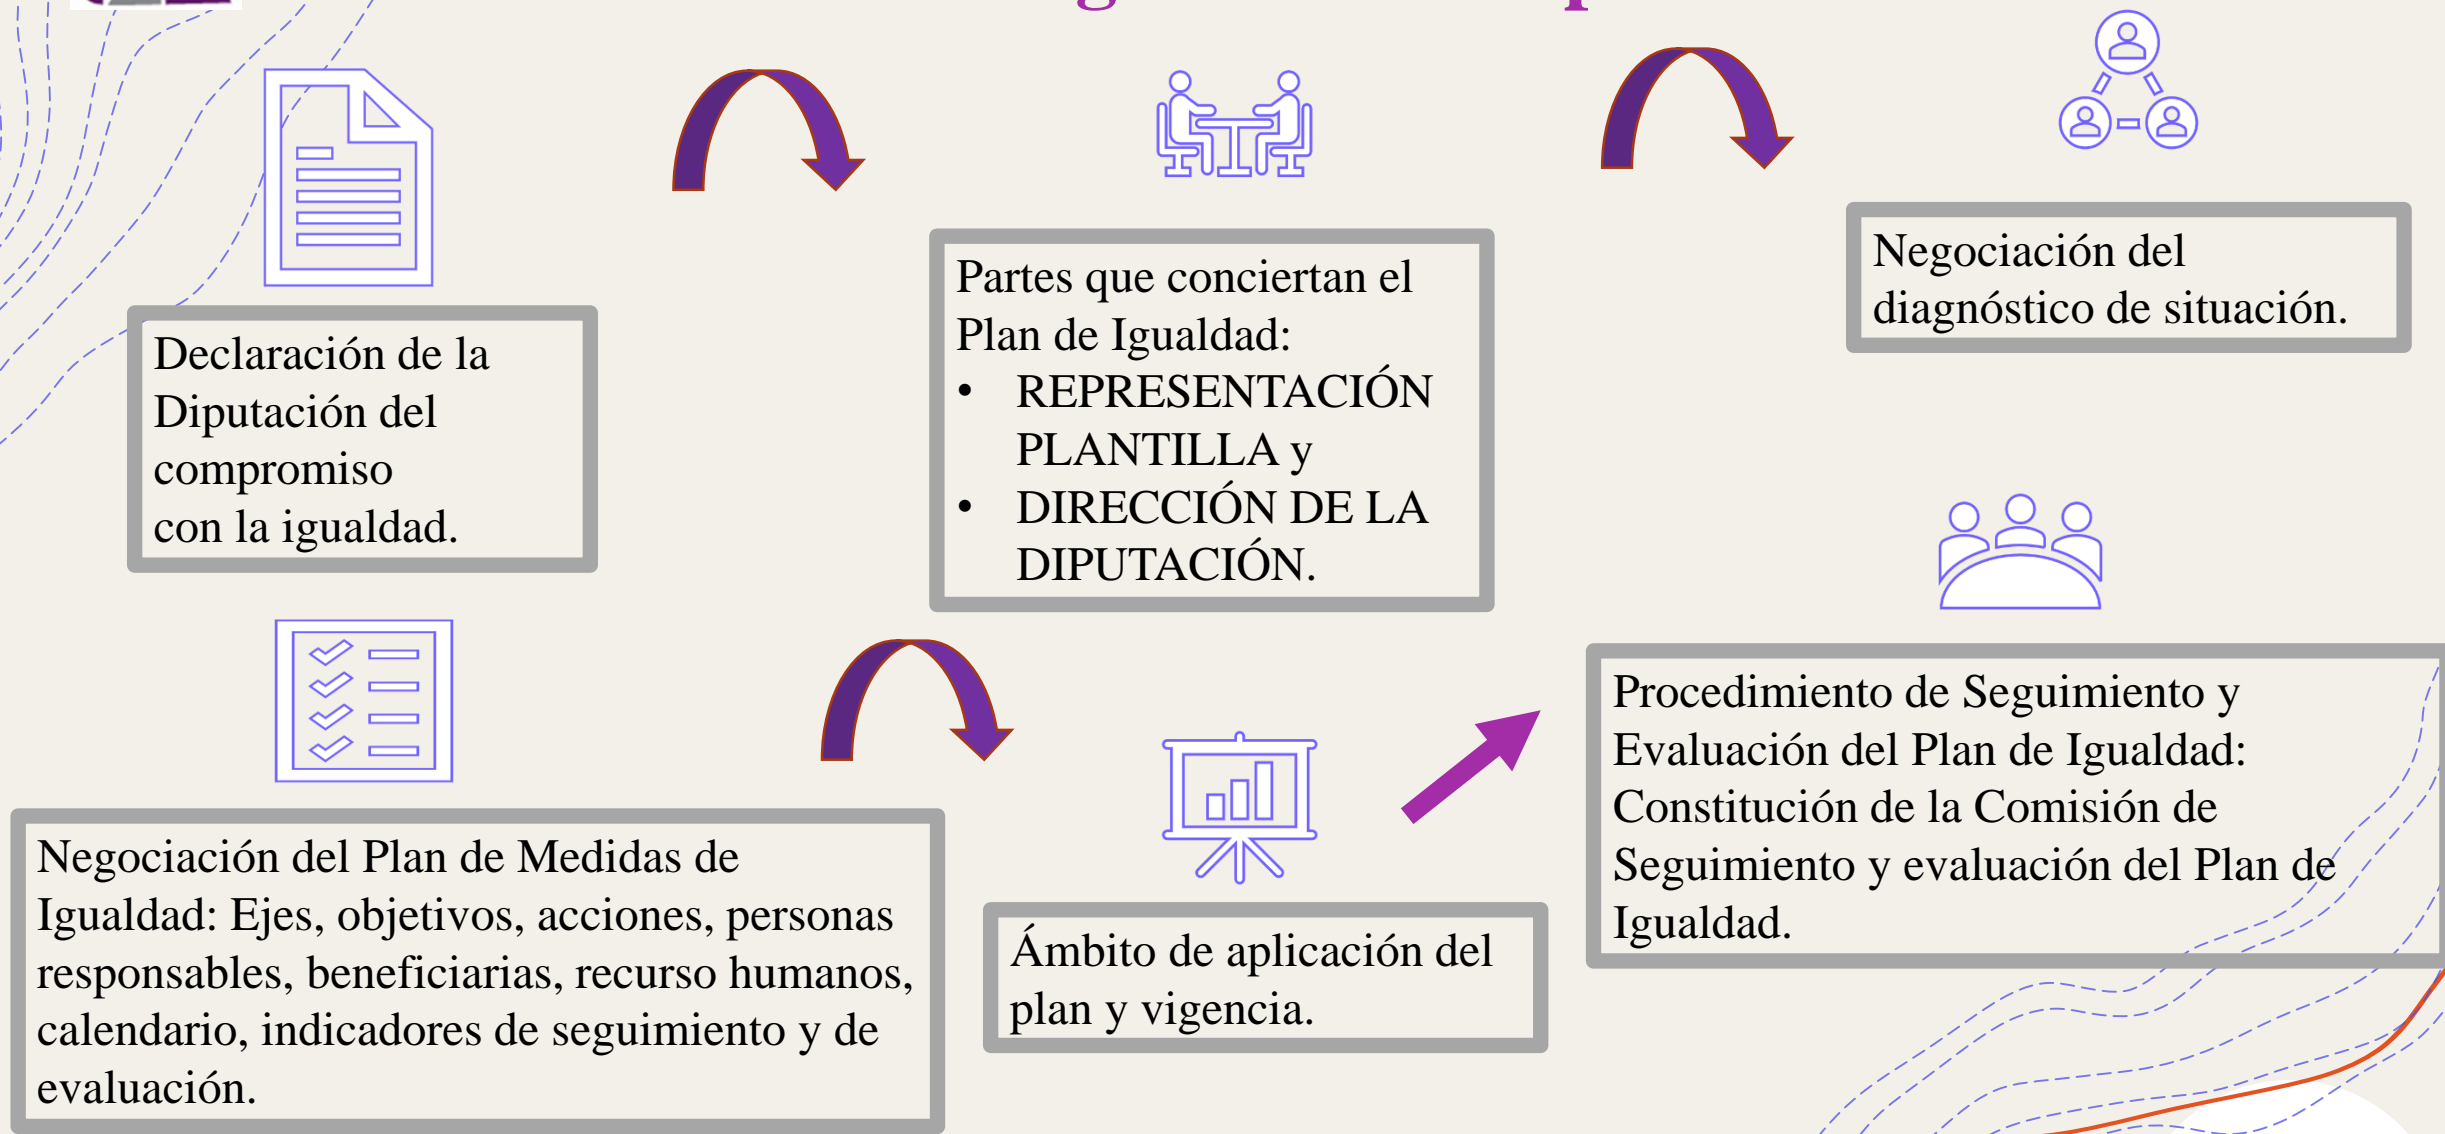 Declaración de la
Diputación del
compromiso
con la igualdad.
Partes que conciertan el
Plan de Igualdad:
• REPRESENTACIÓN
PLANTILLA y
• DIRECCIÓN DE LA
DIPUTACIÓN.
Negociación del
diagnóstico de situación.
Negociación del Plan de Medidas de
Igualdad: Ejes, objetivos, acciones, personas
responsables, beneficiarias, recurso humanos,
calendario, indicadores de seguimiento y de
evaluación.
Ámbito de aplicación del
plan y vigencia.
Procedimiento de Seguimiento y
Evaluación del Plan de Igualdad:
Constitución de la Comisión de
Seguimiento y evaluación del Plan de
Igualdad.